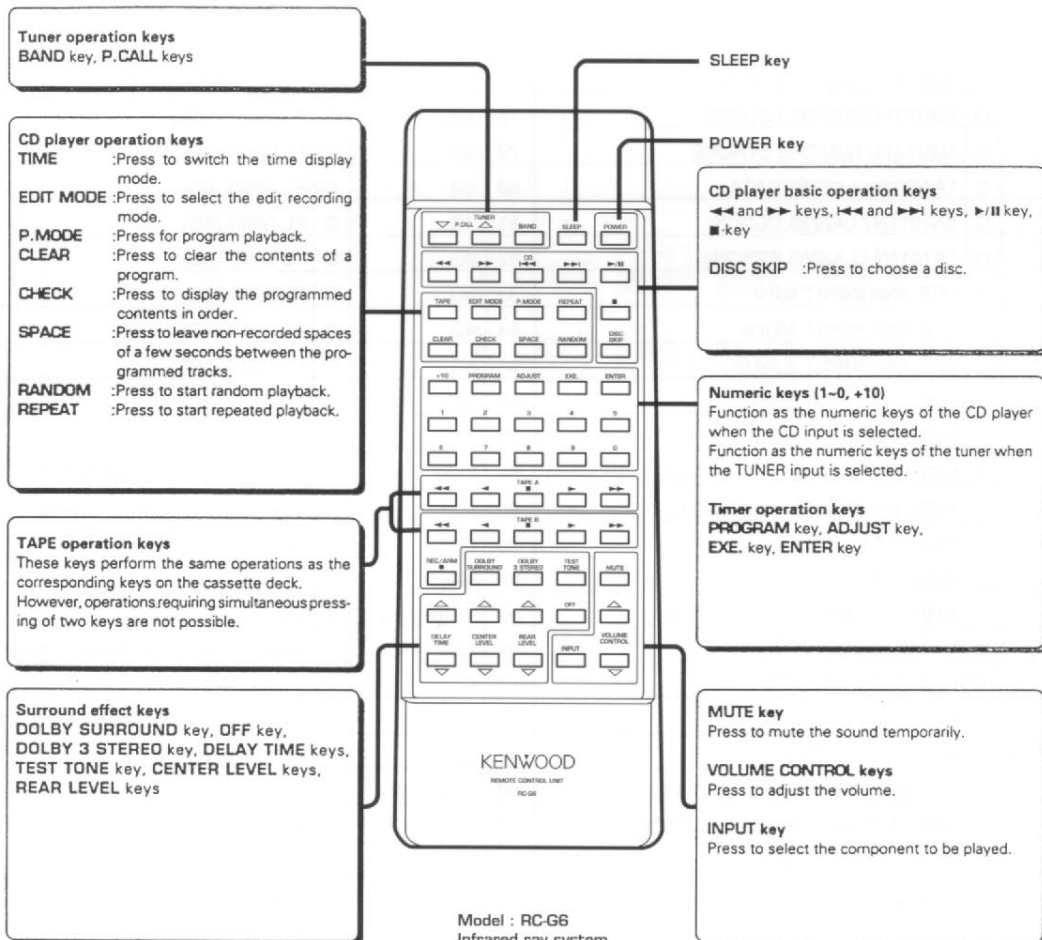 Tuner operation keys
BAND key, P.CALL keys
SLEEP key
POWER key
CD player operation keys
TIME :Press to switch the time display
mode.
EDIT MODE :Press to select the edit recording
mode.
P.MODE :Press for program playback.
CLEAR :Press to clear the contents of a
program.
CHECK :Press to display the programmed
contents in order.
SPACE :Press to leave non-recorded spaces
of a few seconds between the pro-
grammed tracks.
RANDOM :Press to start random playback.
REPEAT :Press to start repeated playback.
CD player basic operation keys
◄◄ and ►► keys, I◄◄ and ►►I keys, ►/II key,
■-key
DISC SKIP :Press to choose a disc.
TAPE operation keys
These keys perform the same operations as the
corresponding keys on the cassette deck.
However, operations requiring simultaneous press-
ing of two keys are not possible.
Numeric keys (1~0, +10)
Function as the numeric keys of the CD player
when the CD input is selected.
Function as the numeric keys of the tuner when
the TUNER input is selected.
Timer operation keys
PROGRAM key, ADJUST key,
EXE. key, ENTER key
Surround effect keys
DOLBY SURROUND key, OFF key,
DOLBY 3 STEREO key, DELAY TIME keys,
TEST TONE key, CENTER LEVEL keys,
REAR LEVEL keys
MUTE key
Press to mute the sound temporarily.
VOLUME CONTROL keys
Press to adjust the volume.
INPUT key
Press to select the component to be played.
TUNER
P.CALL BAND SLEEP POWER
CD
◄◄ ►► I◄◄ ►►I ►/II
TAPE EDIT MODE P.MODE REPEAT ■
CLEAR CHECK SPACE RANDOM DISC
SKIP
+10 PROGRAM ADJUST EXE. ENTER
1 2 3 4 5
6 7 8 9 0
TAPE A
◄◄ ◄ ■ ► ►►
TAPE B
◄◄ ◄ ■ ► ►►
REC/ARM DOLBY
SURROUND DOLBY
3 STEREO TEST
TONE MUTE
OFF
DELAY
TIME CENTER
LEVEL REAR
LEVEL INPUT VOLUME
CONTROL
KENWOOD
REMOTE CONTROL UNIT
RC-G6
Model : RC-G6
Infrared ray system